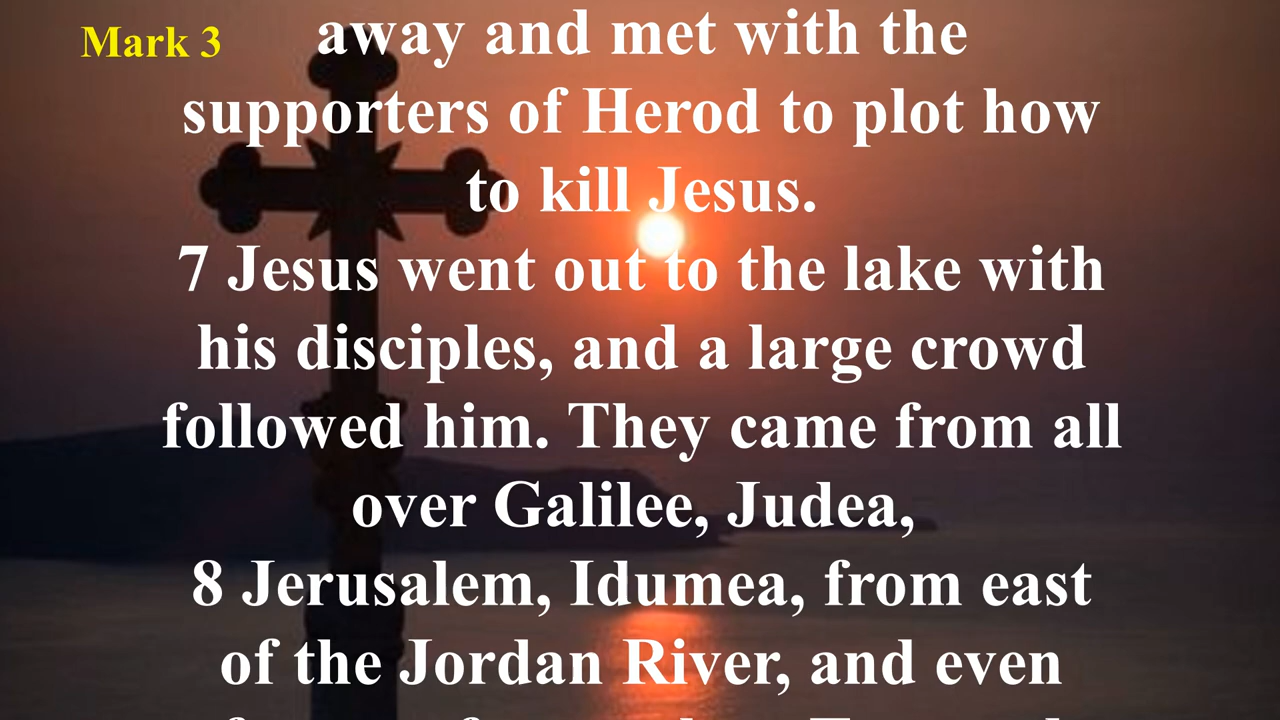 Mark 3
away and met with the
supporters of Herod to plot how
to kill Jesus.
7 Jesus went out to the lake with
his disciples, and a large crowd
followed him. They came from all
over Galilee, Judea,
8 Jerusalem, Idumea, from east
of the Jordan River, and even